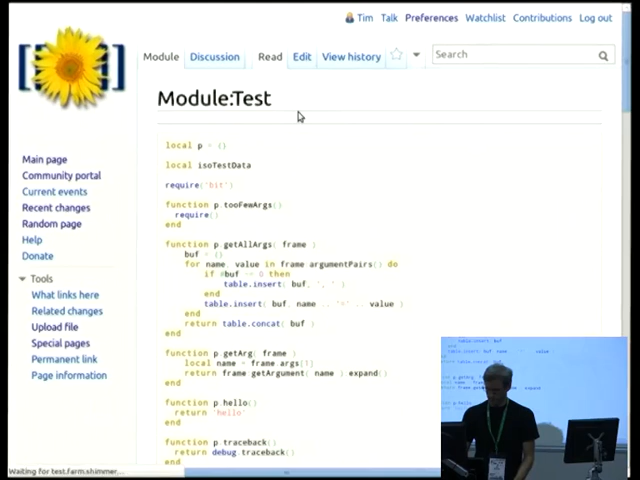 Tim Talk Preferences Watchlist Contributions Log out
Module Discussion Read Edit View history Search
Module:Test
local p = {}
local isoTestData
require('bit')
function p.tooFewArgs()
require()
end
function p.getAllArgs( frame )
buf = {}
for name, value in frame argumentPairs() do
if #buf ~= 0 then
table.insert( buf, ', ' )
end
table.insert( buf, name .. '=' .. value )
end
return table.concat( buf )
end
function p.getArg( frame )
local name = frame.args[1]
return frame getArgument( name ).expand()
end
function p.hello()
return 'hello'
end
function p.traceback()
return debug.traceback()
end
Main page
Community portal
Current events
Recent changes
Random page
Help
Donate
Tools
What links here
Related changes
Upload file
Special pages
Permanent link
Page information
Waiting for test.farm.shimmer...